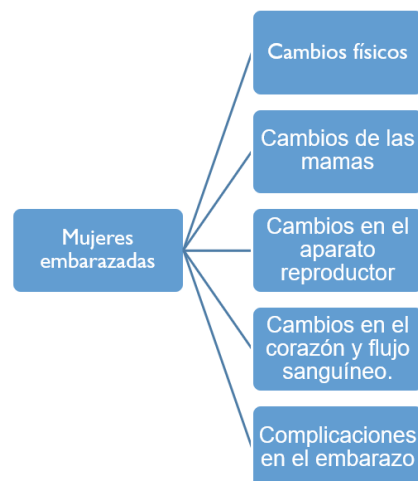 Cambios físicos
Cambios de las
mamas
Mujeres
embarazadas
Cambios en el
aparato
reproductor
Cambios en el
corazón y flujo
sanguíneo.
Complicaciones
en el embarazo